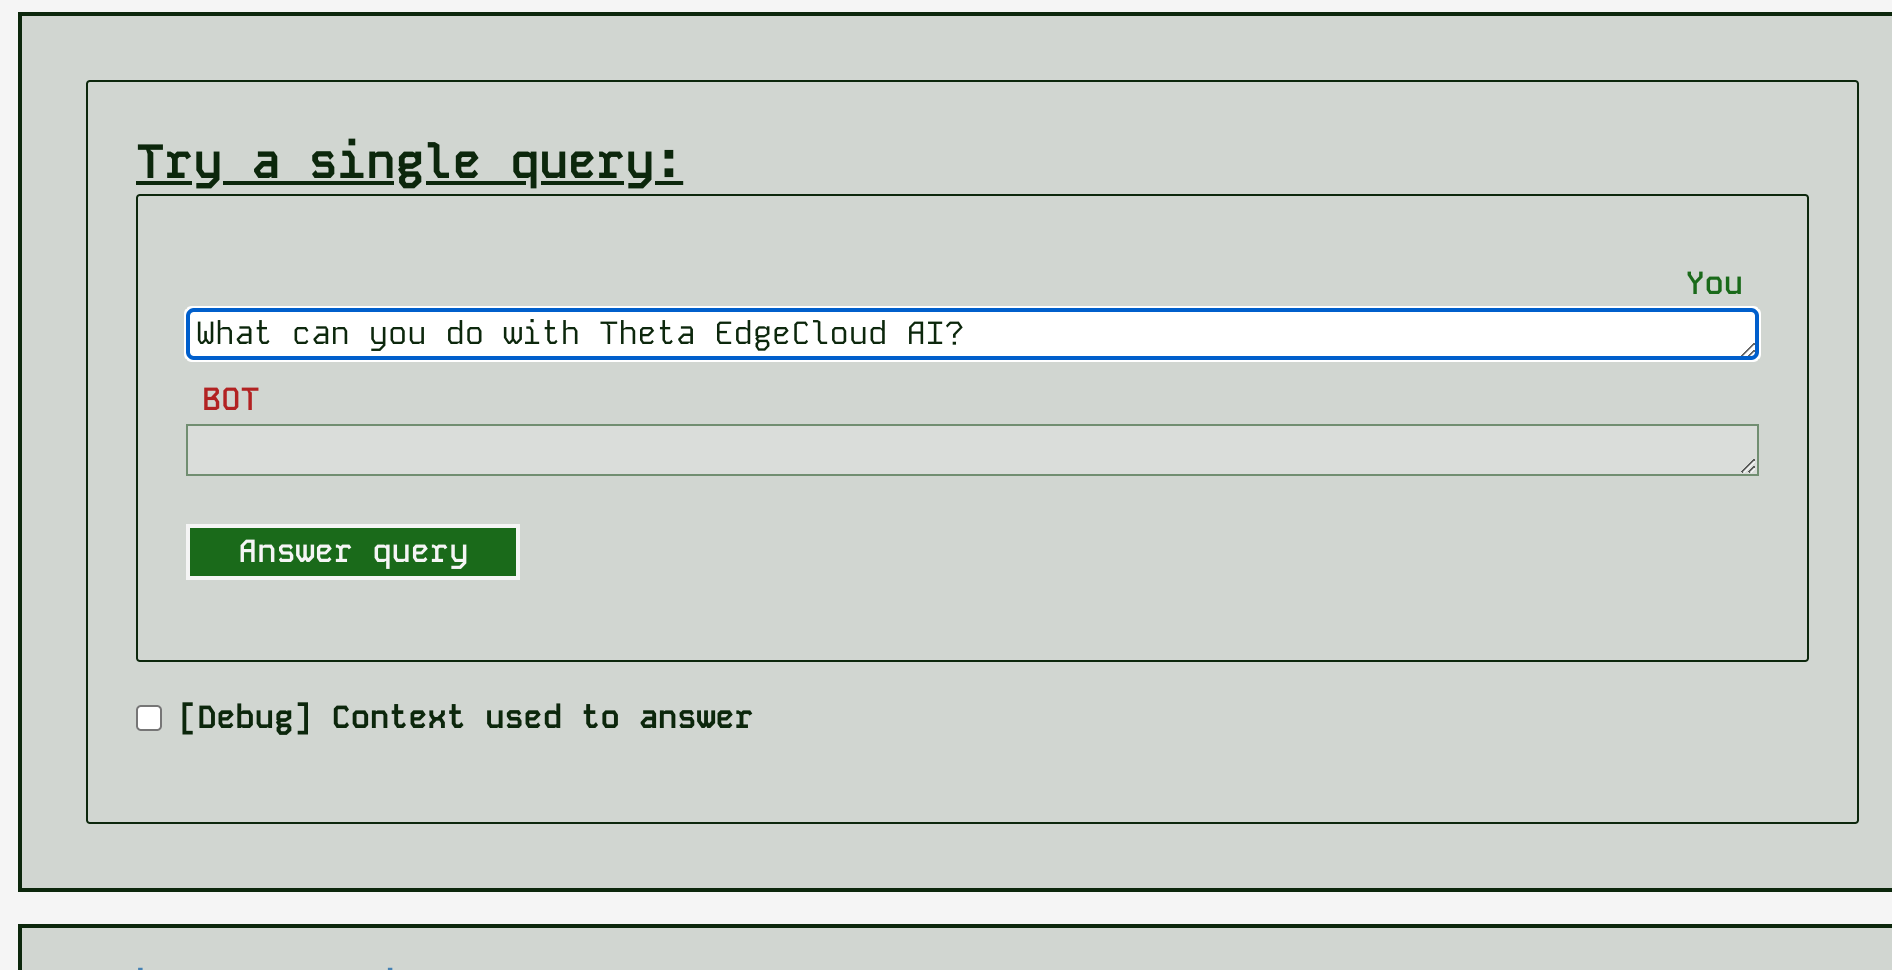 Try a single query:
You
What can you do with Theta EdgeCloud AI?
BOT
Answer query
[Debug] Context used to answer